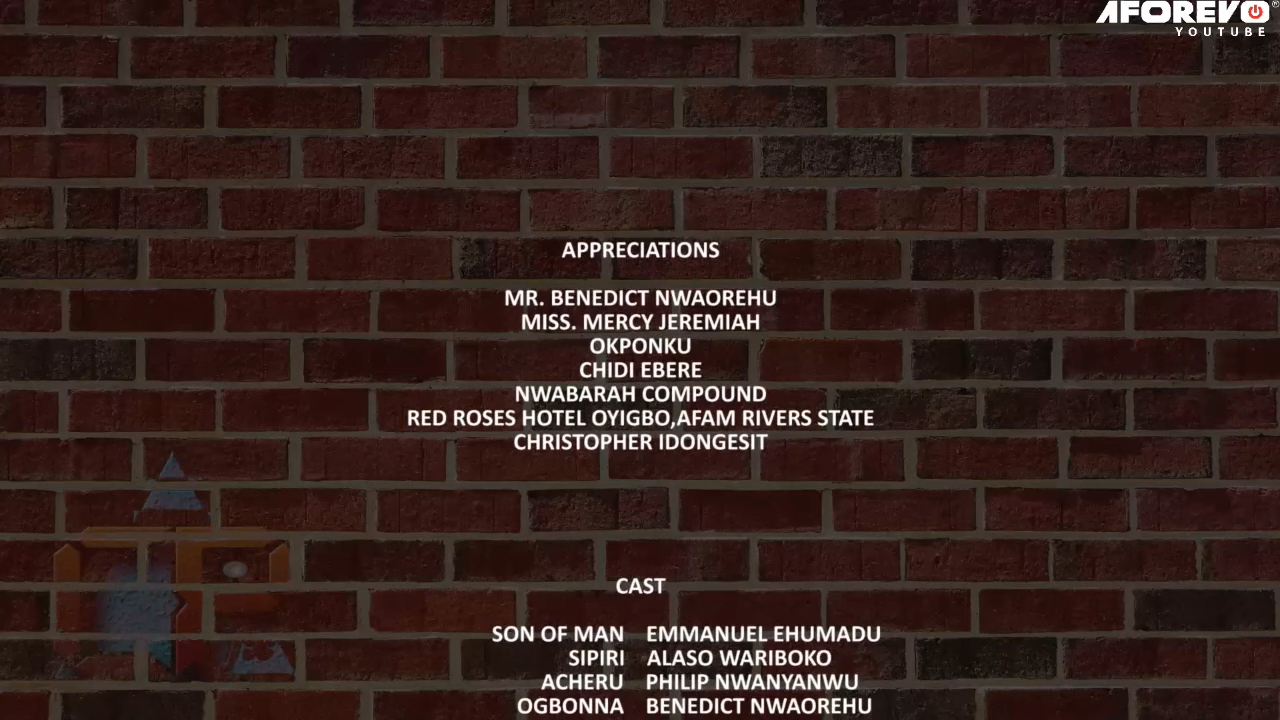 AFOREVO
YOUTUBE
APPRECIATIONS
MR. BENEDICT NWAOREHU
MISS. MERCY JEREMIAH
OKPONKU
CHIDI EBERE
NWABARAH COMPOUND
RED ROSES HOTEL OYIGBO,AFAM RIVERS STATE
CHRISTOPHER IDONGESIT
CAST
SON OF MAN EMMANUEL EHUMADU
SIPIRI ALASO WARIBOKO
ACHERU PHILIP NWANYANWU
OGBONNA BENEDICT NWAOREHU